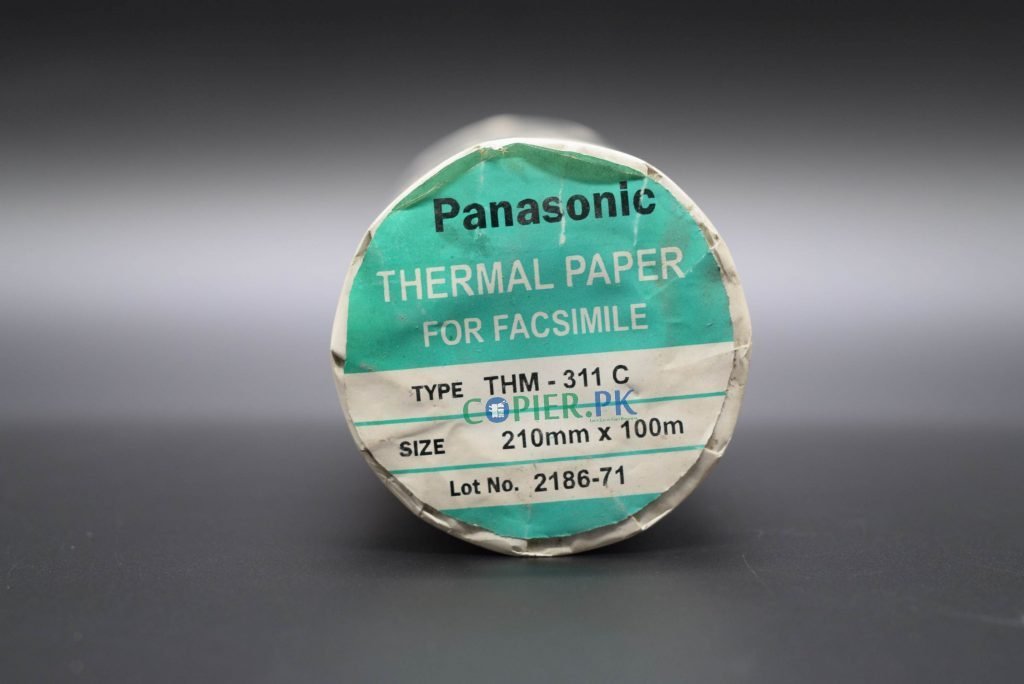 Panasonic
THERMAL PAPER
FOR FACSIMILE
TYPE THM - 311 C
COPIER.PK
SIZE 210mm x 100m
Lot No. 2186-71